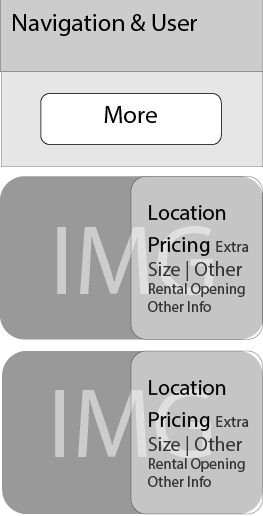 Navigation & User
More
IMG
Location
Pricing Extra
Size | Other
Rental Opening
Other Info
IMG
Location
Pricing Extra
Size | Other
Rental Opening
Other Info